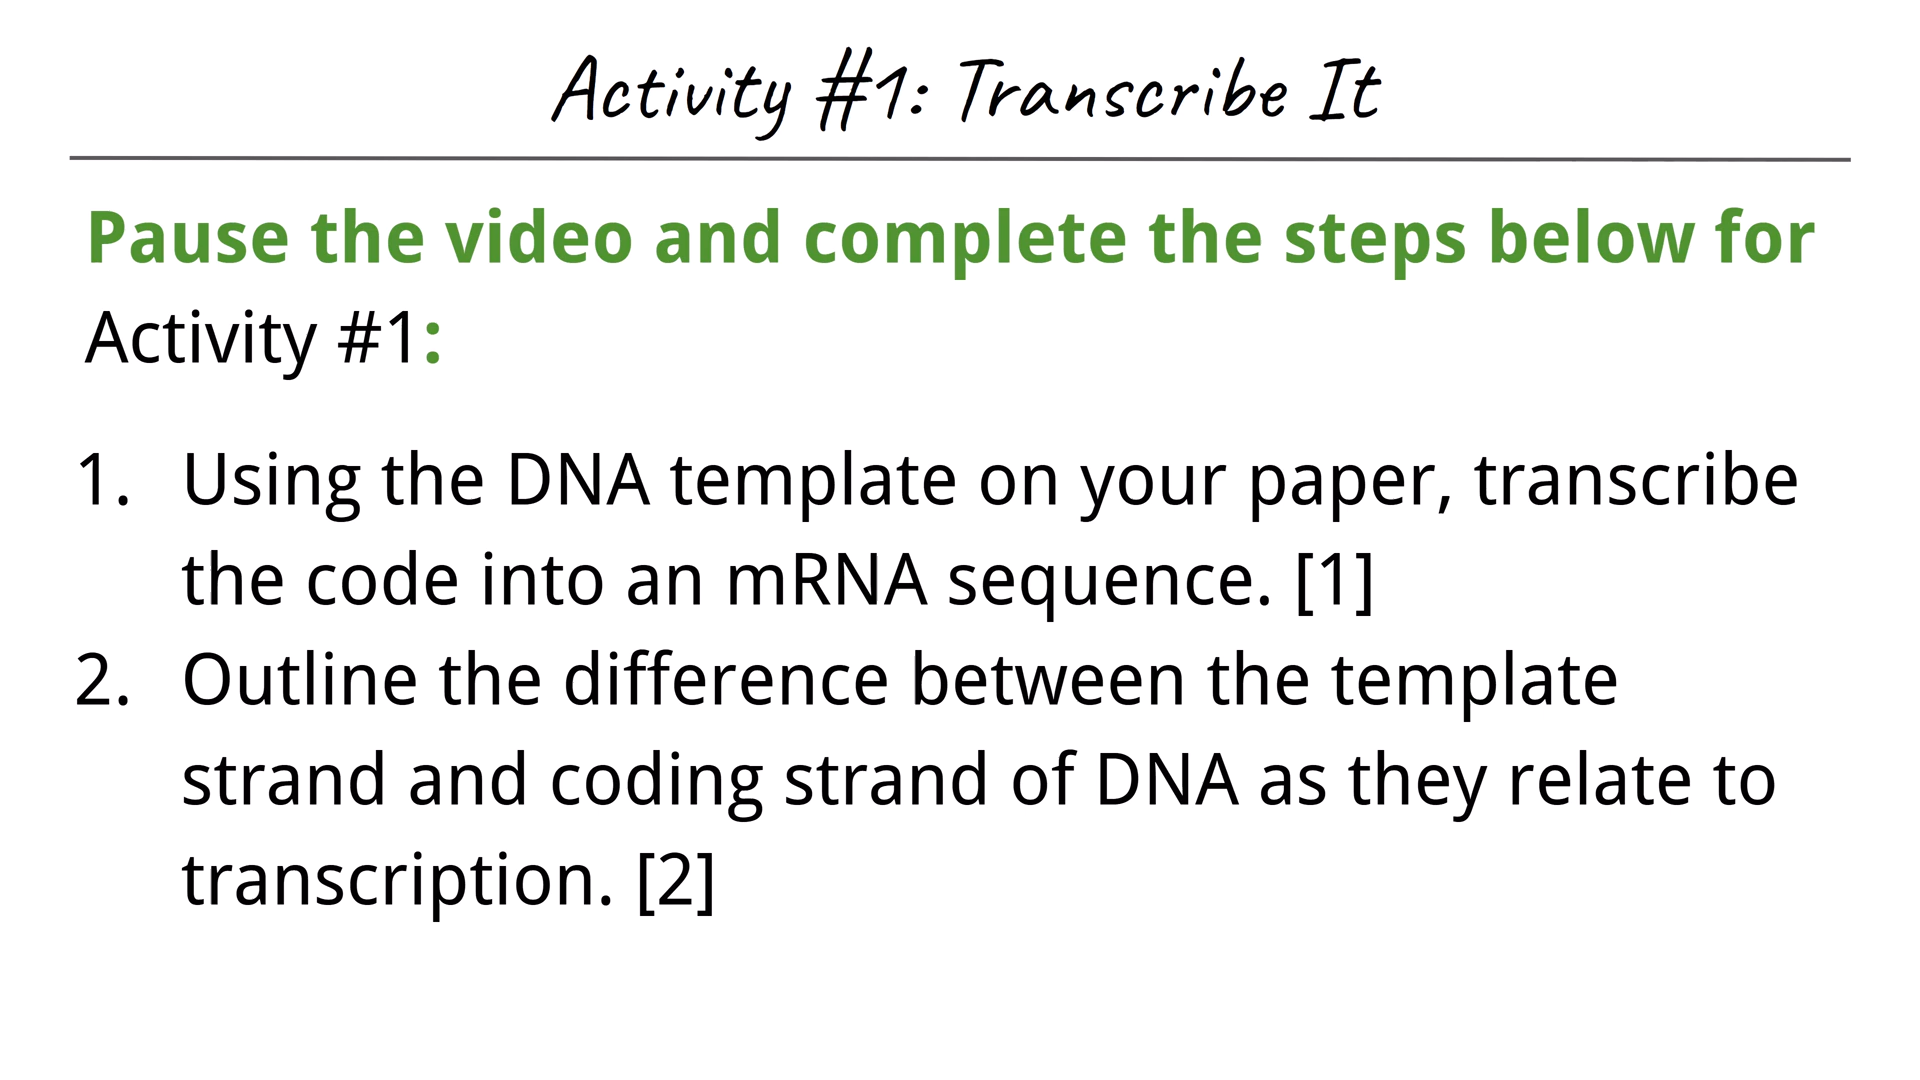 Activity #1: Transcribe It
Pause the video and complete the steps below for
Activity #1:
1. Using the DNA template on your paper, transcribe
the code into an mRNA sequence. [1]
2. Outline the difference between the template
strand and coding strand of DNA as they relate to
transcription. [2]